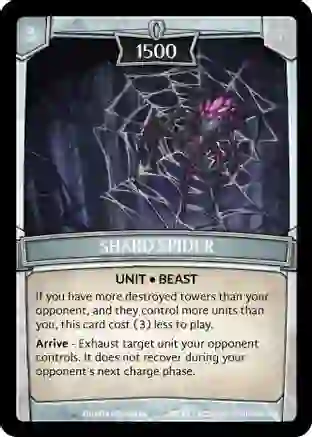 1500
SHARD SPIDER
UNIT • BEAST
If you have more destroyed towers than your
opponent, and they control more units than
you, this card cost (3) less to play.
Arrive - Exhaust target unit your opponent
controls. It does not recover during your
opponent's next charge phase.